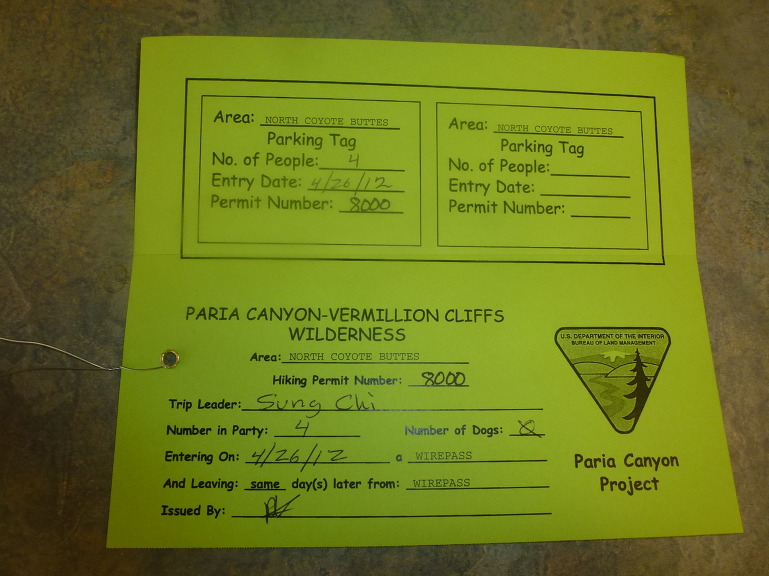 Area: NORTH COYOTE BUTTES
Parking Tag
No. of People: 4
Entry Date: 4/26/12
Permit Number: 8000
Area: NORTH COYOTE BUTTES
Parking Tag
No. of People:
Entry Date:
Permit Number:
PARIA CANYON-VERMILLION CLIFFS
WILDERNESS
Area: NORTH COYOTE BUTTES
Hiking Permit Number: 8000
Trip Leader: Sung Chi
Number in Party: 4 Number of Dogs:
Entering On: 4/26/12 a WIREPASS
And Leaving: same day(s) later from: WIREPASS
Issued By:
U.S. DEPARTMENT OF THE INTERIOR
BUREAU OF LAND MANAGEMENT
Paria Canyon
Project